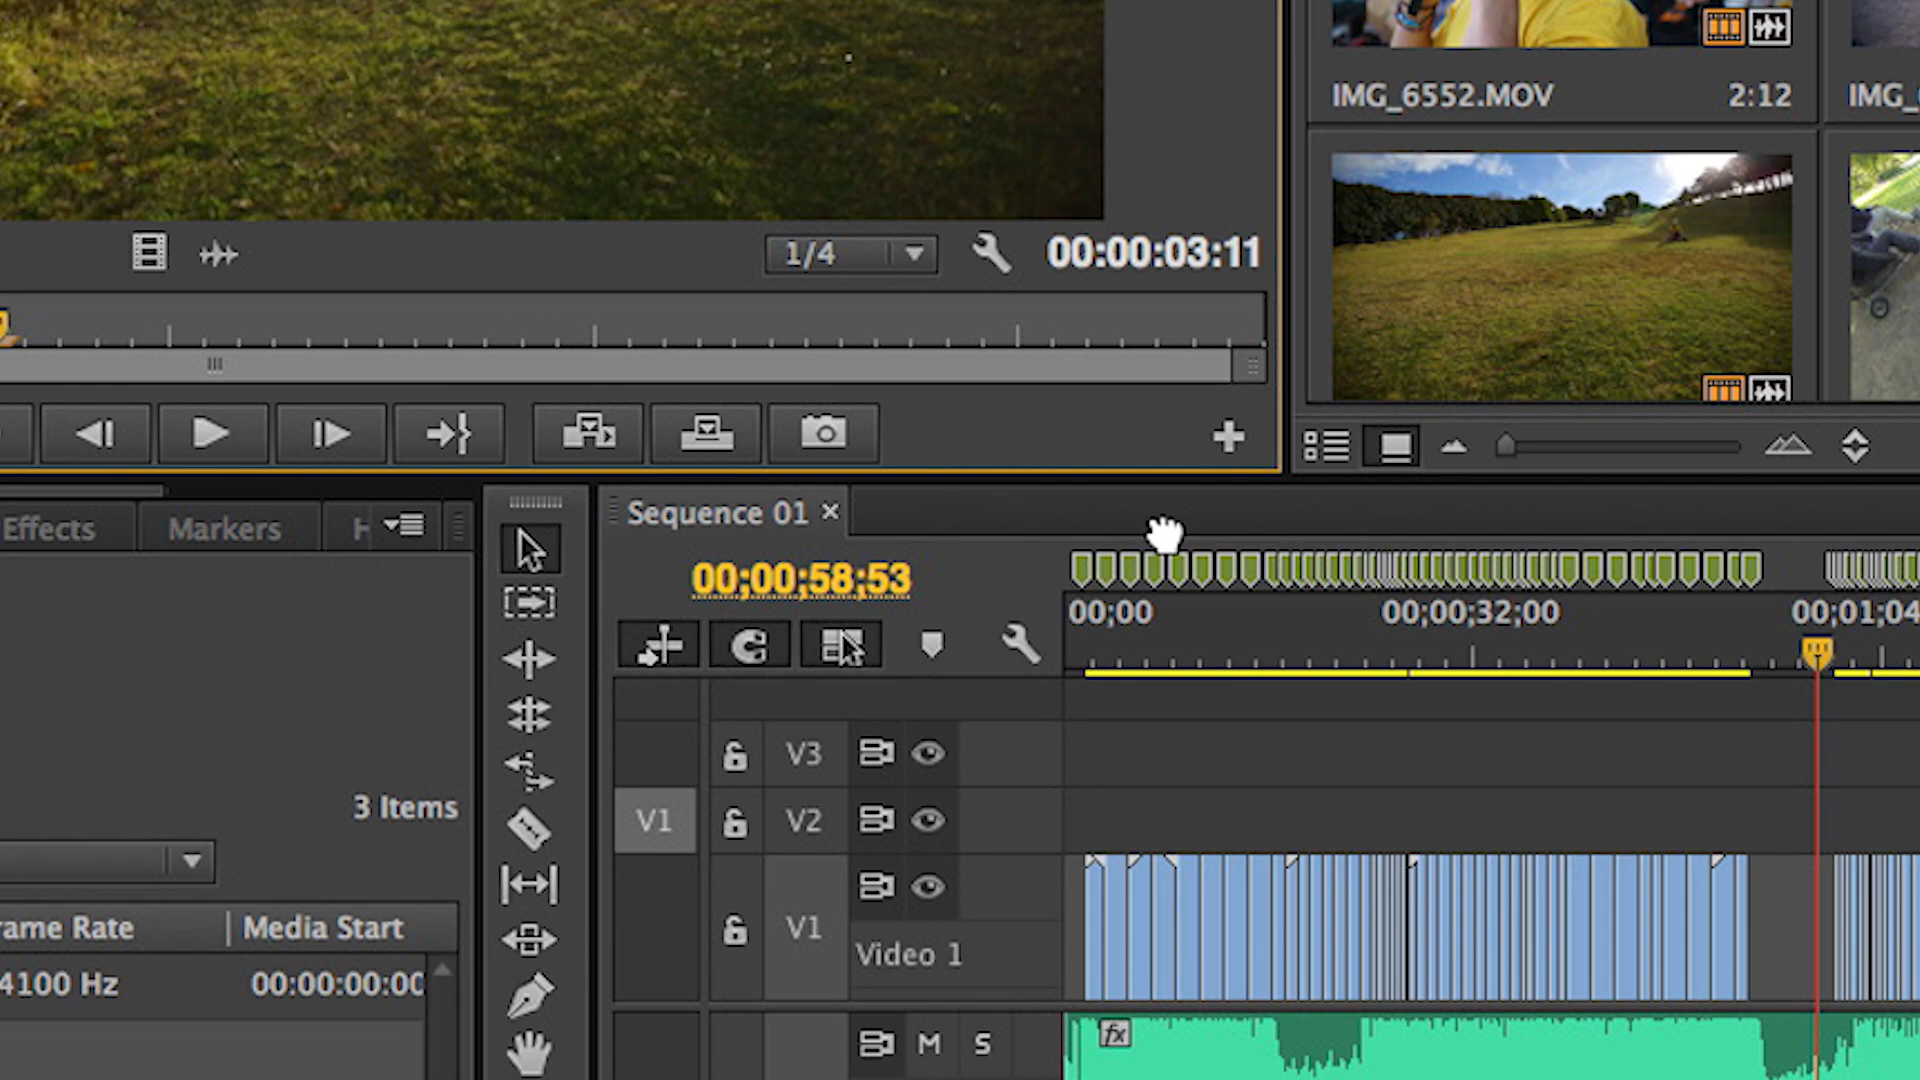 IMG_6552.MOV 2:12 IMG_
1/4 00:00:03:11
Effects Markers H
Sequence 01
00;00;58;53
00;00 00;00;32;00 00;01;04
V3
V1 V2
V1
Video 1
3 Items
rame Rate Media Start
4100 Hz 00:00:00:00
fx
M S